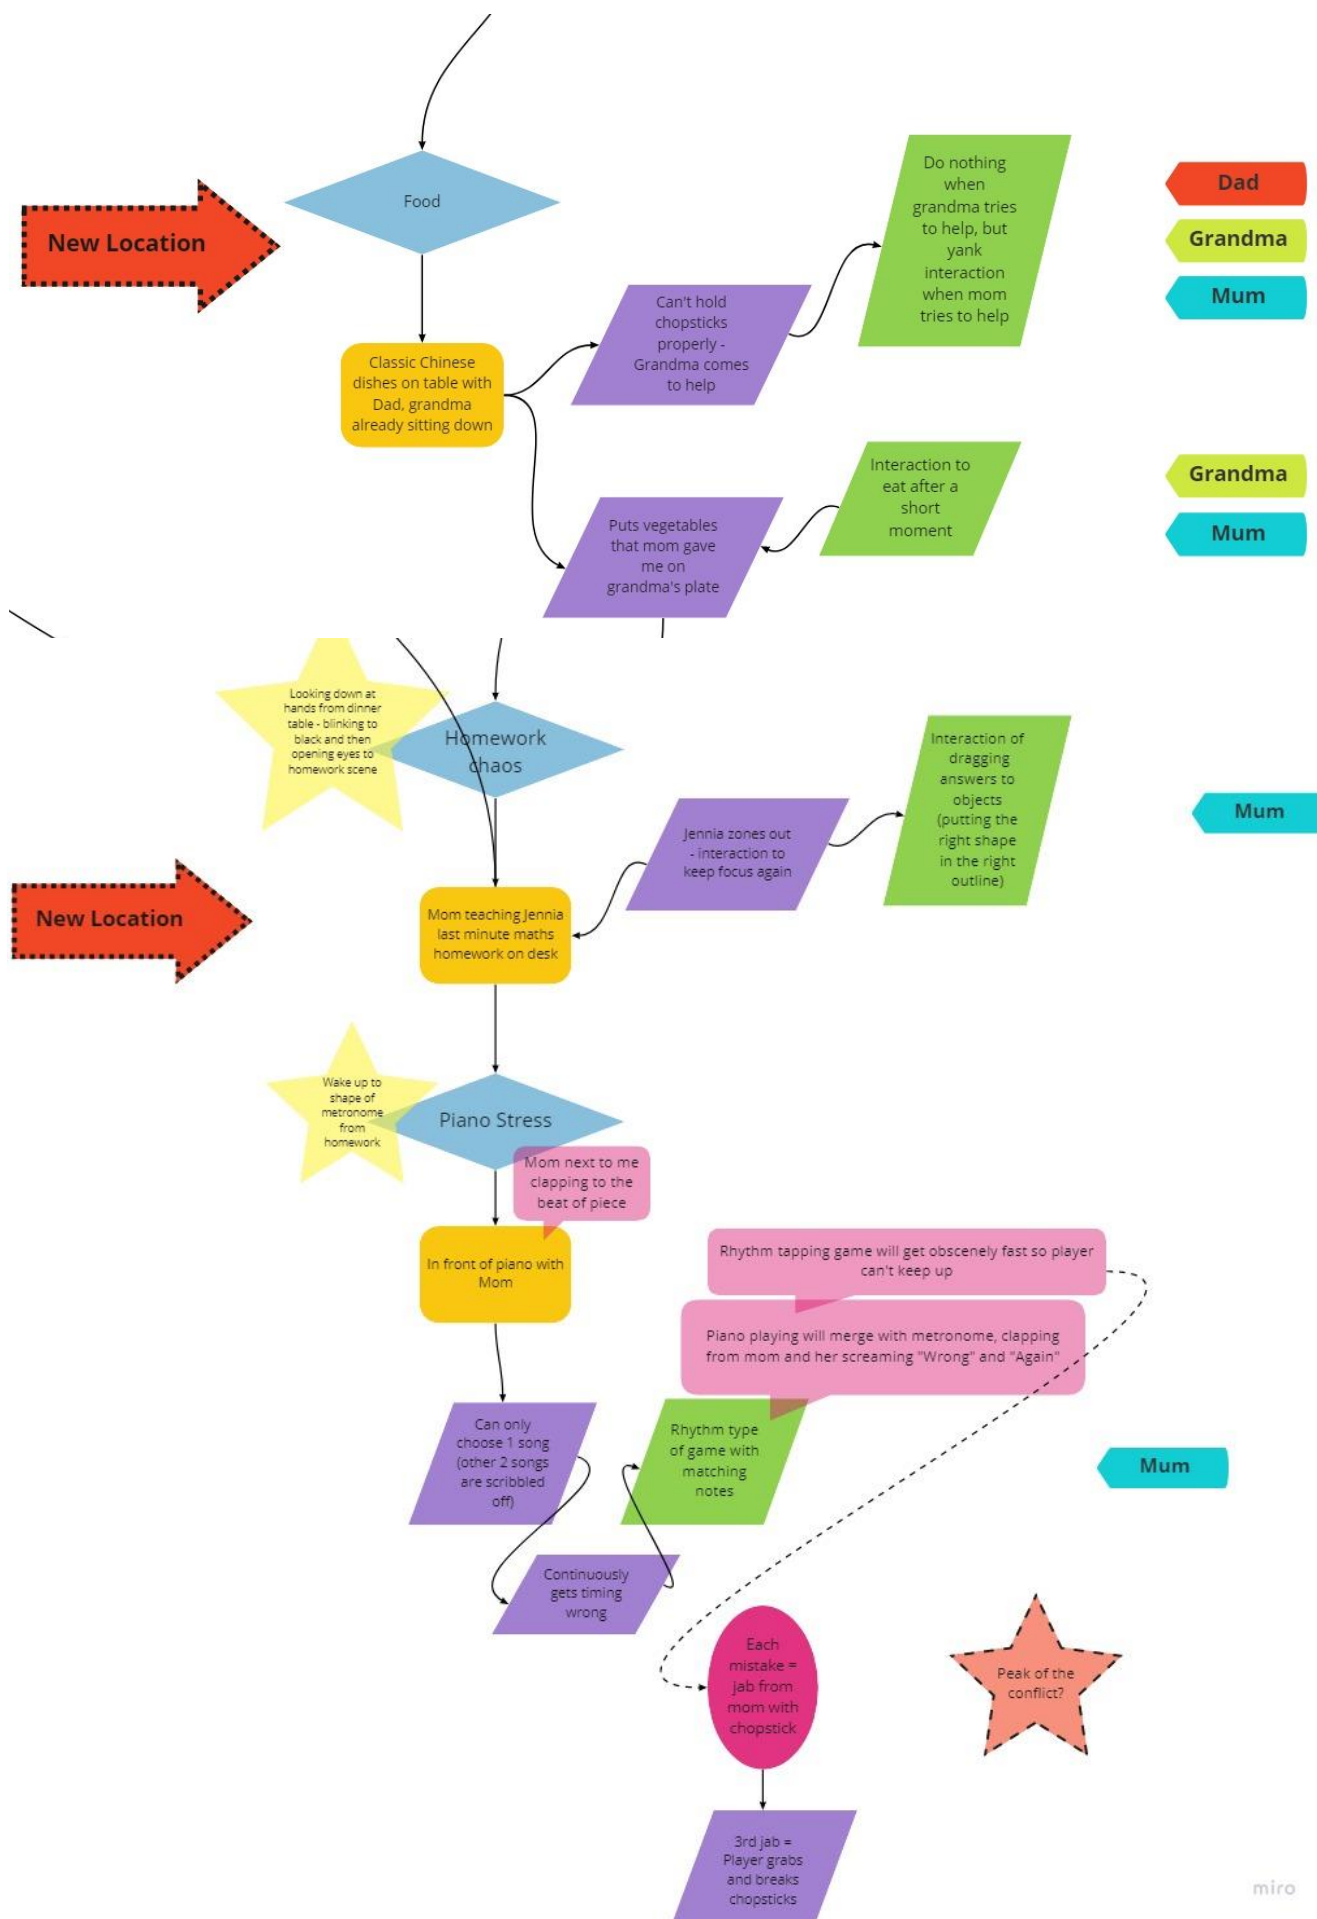 Food
New Location
Do nothing
when
grandma tries
to help, but
yank
interaction
when mom
tries to help
Dad
Grandma
Mum
Can't hold
chopsticks
properly -
Grandma comes
to help
Classic Chinese
dishes on table with
Dad, grandma
already sitting down
Interaction to
eat after a
short
moment
Grandma
Mum
Puts vegetables
that mom gave
me on
grandma's plate
Looking down at
hands from dinner
table - blinking to
black and then
opening eyes to
homework scene
Homework
chaos
Interaction of
dragging
answers to
objects
(putting the
right shape
in the right
outline)
Mum
Jennia zones out
- interaction to
keep focus again
New Location
Mom teaching Jennia
last minute maths
homework on desk
Wake up to
shape of
metronome
from
homework
Piano Stress
Mom next to me
clapping to the
beat of piece
In front of piano with
Mom
Rhythm tapping game will get obscenely fast so player
can't keep up
Piano playing will merge with metronome, clapping
from mom and her screaming "Wrong" and "Again"
Can only
choose 1 song
(other 2 songs
are scribbled
off)
Rhythm type
of game with
matching
notes
Mum
Continuously
gets timing
wrong
Each
mistake =
jab from
mom with
chopstick
Peak of the
conflict?
3rd jab =
Player grabs
and breaks
chopsticks
miro